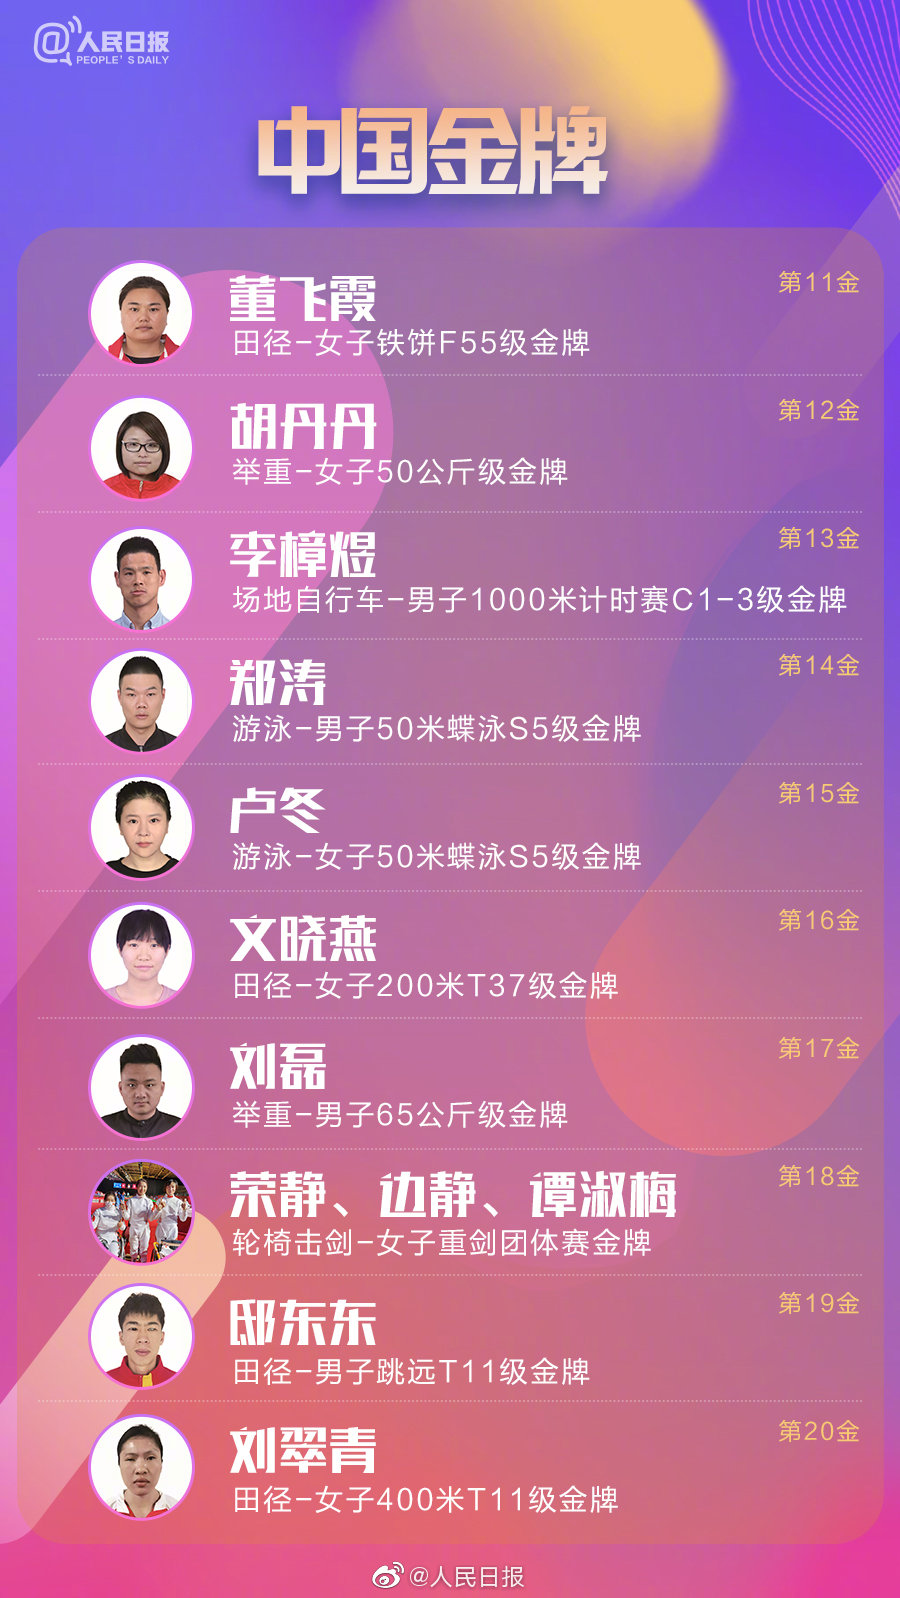 @人民日报
PEOPLE'S DAILY
中国金牌
董飞霞
第11金
田径-女子铁饼F55级金牌
胡丹丹
第12金
举重-女子50公斤级金牌
李樟煜
第13金
场地自行车-男子1000米计时赛C1-3级金牌
郑涛
第14金
游泳-男子50米蝶泳S5级金牌
卢冬
第15金
游泳-女子50米蝶泳S5级金牌
文晓燕
第16金
田径-女子200米T37级金牌
刘磊
第17金
举重-男子65公斤级金牌
荣静、边静、谭淑梅
第18金
轮椅击剑-女子重剑团体赛金牌
邸东东
第19金
田径-男子跳远T11级金牌
刘翠青
第20金
田径-女子400米T11级金牌
@人民日报